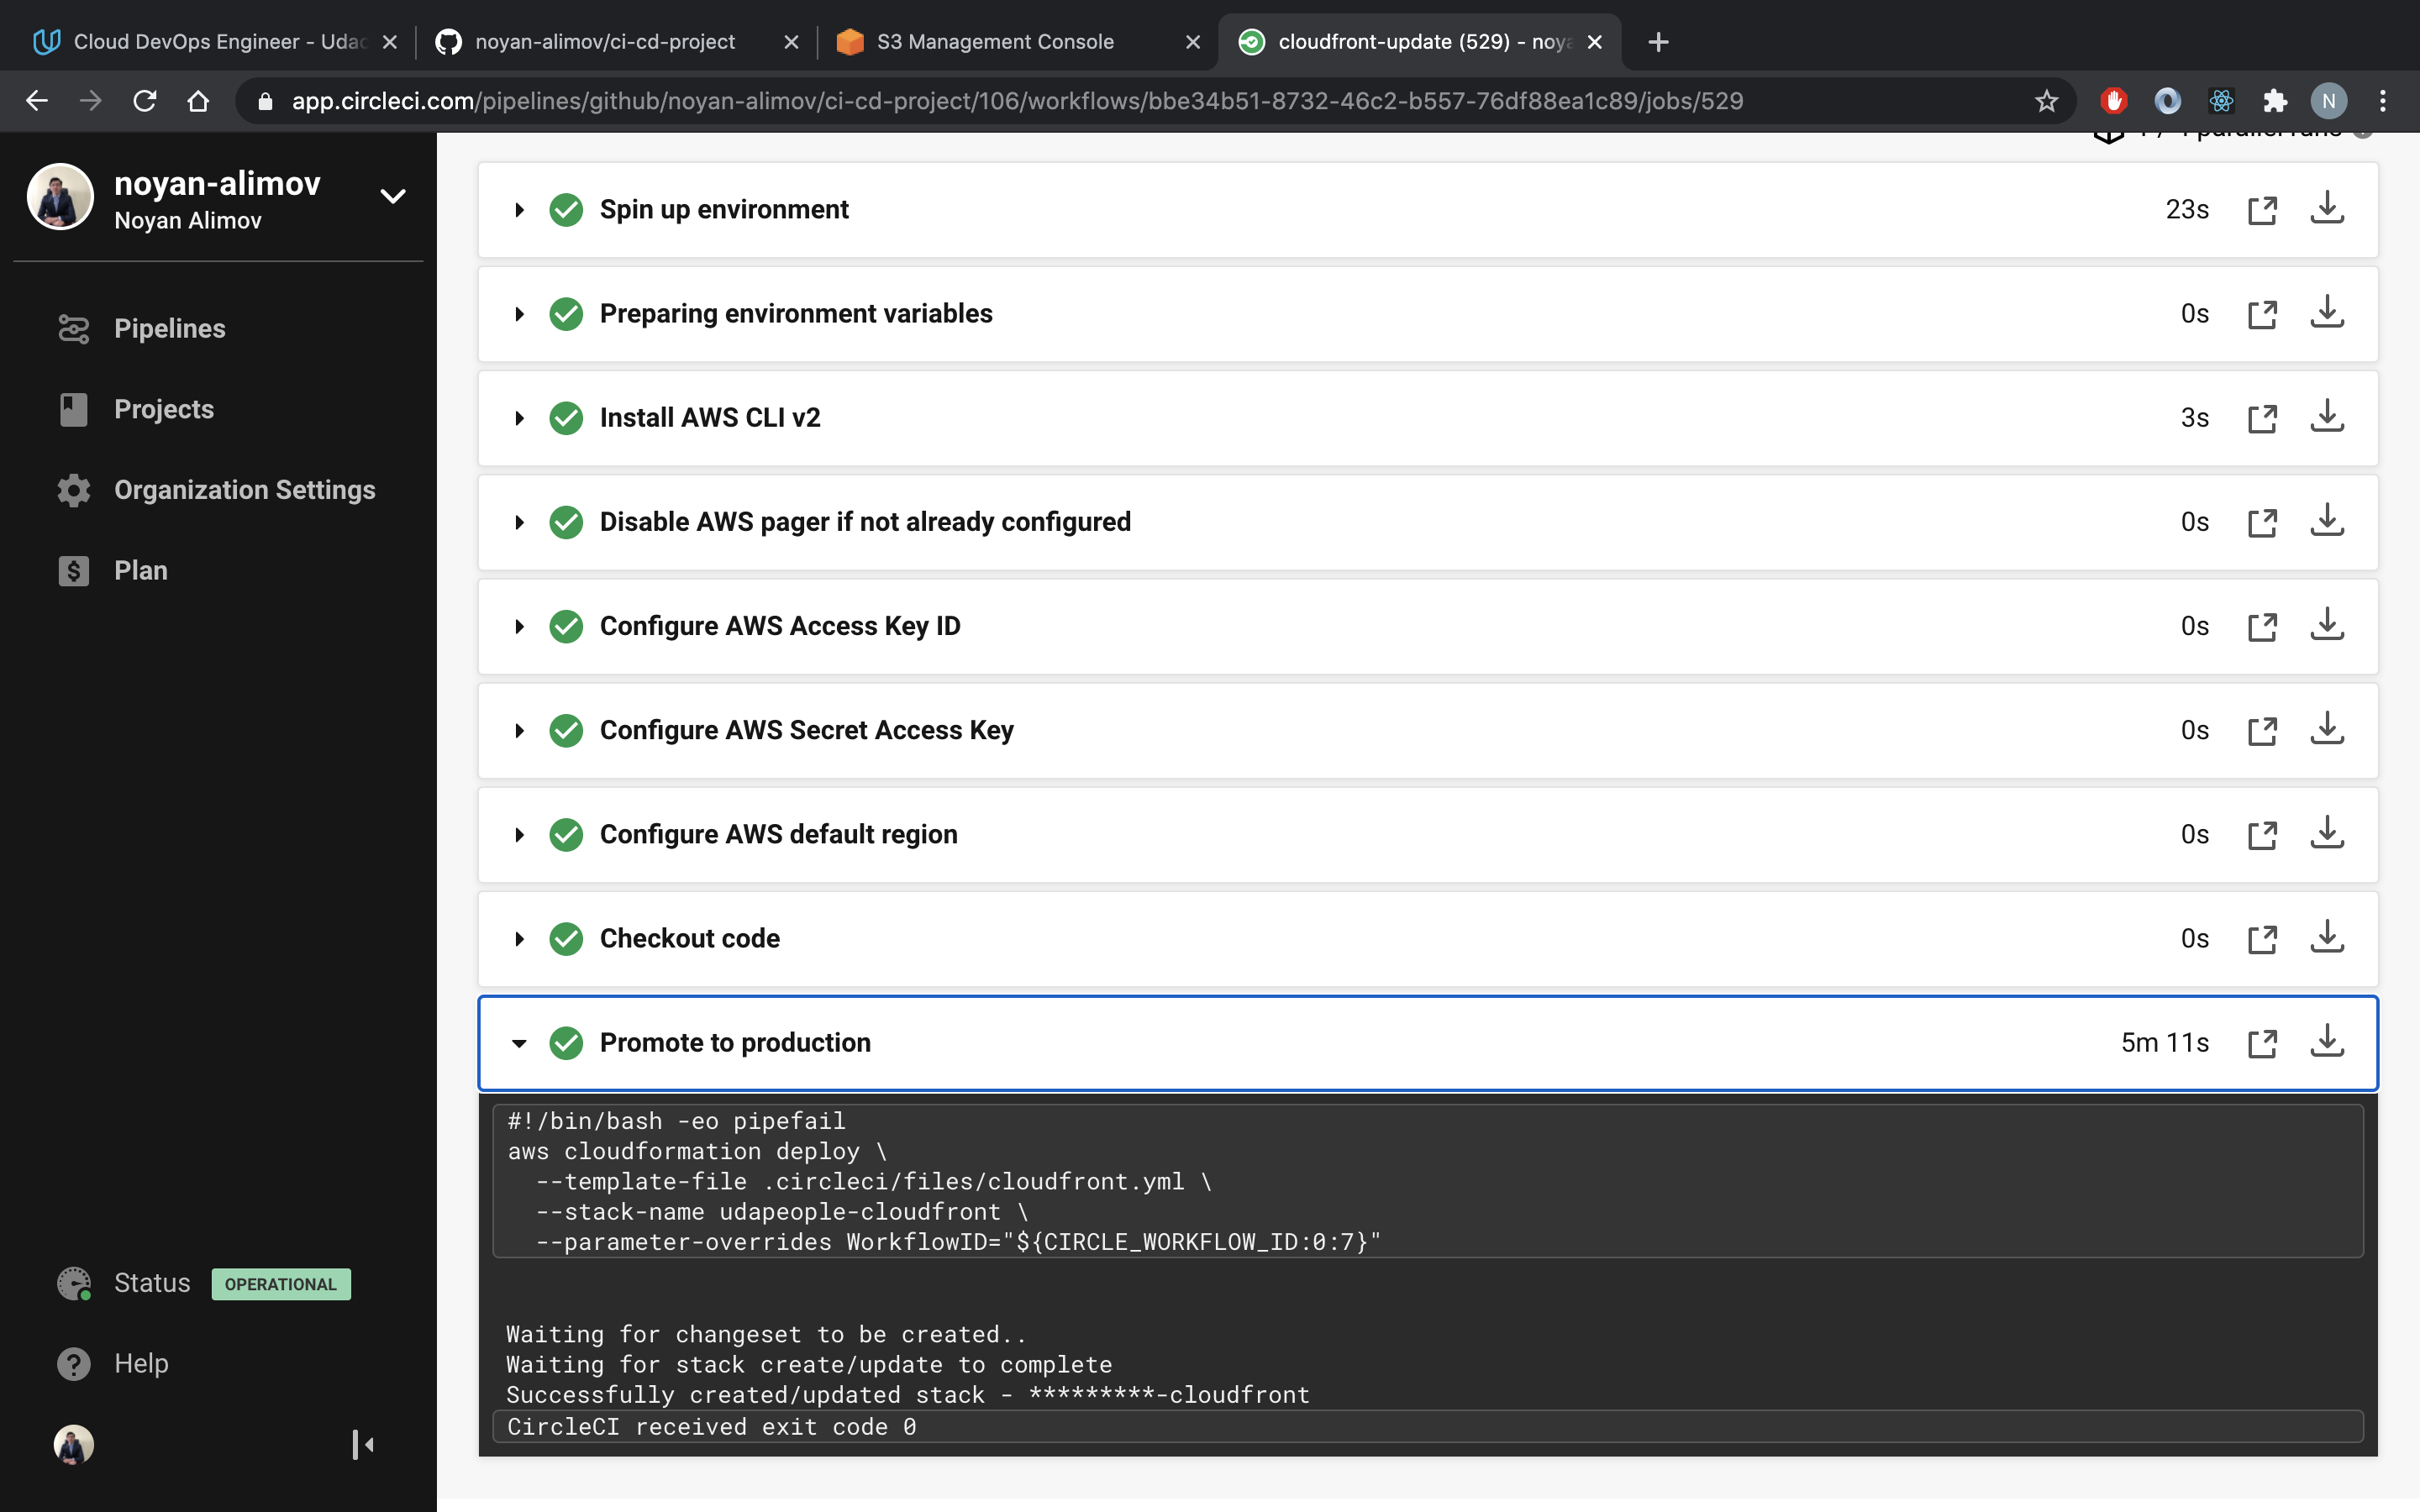 Cloud DevOps Engineer - Udac
noyan-alimov/ci-cd-project
S3 Management Console
cloudfront-update (529) - noya
app.circleci.com/pipelines/github/noyan-alimov/ci-cd-project/106/workflows/bbe34b51-8732-46c2-b557-76df88ea1c89/jobs/529
N
noyan-alimov
Noyan Alimov
Pipelines
Projects
Organization Settings
Plan
Status OPERATIONAL
Help
parallel runs
Spin up environment 23s
Preparing environment variables 0s
Install AWS CLI v2 3s
Disable AWS pager if not already configured 0s
Configure AWS Access Key ID 0s
Configure AWS Secret Access Key 0s
Configure AWS default region 0s
Checkout code 0s
Promote to production 5m 11s
#!/bin/bash -eo pipefail
aws cloudformation deploy \
--template-file .circleci/files/cloudfront.yml \
--stack-name udapeople-cloudfront \
--parameter-overrides WorkflowID="${CIRCLE_WORKFLOW_ID:0:7}"
Waiting for changeset to be created..
Waiting for stack create/update to complete
Successfully created/updated stack - *********-cloudfront
CircleCI received exit code 0